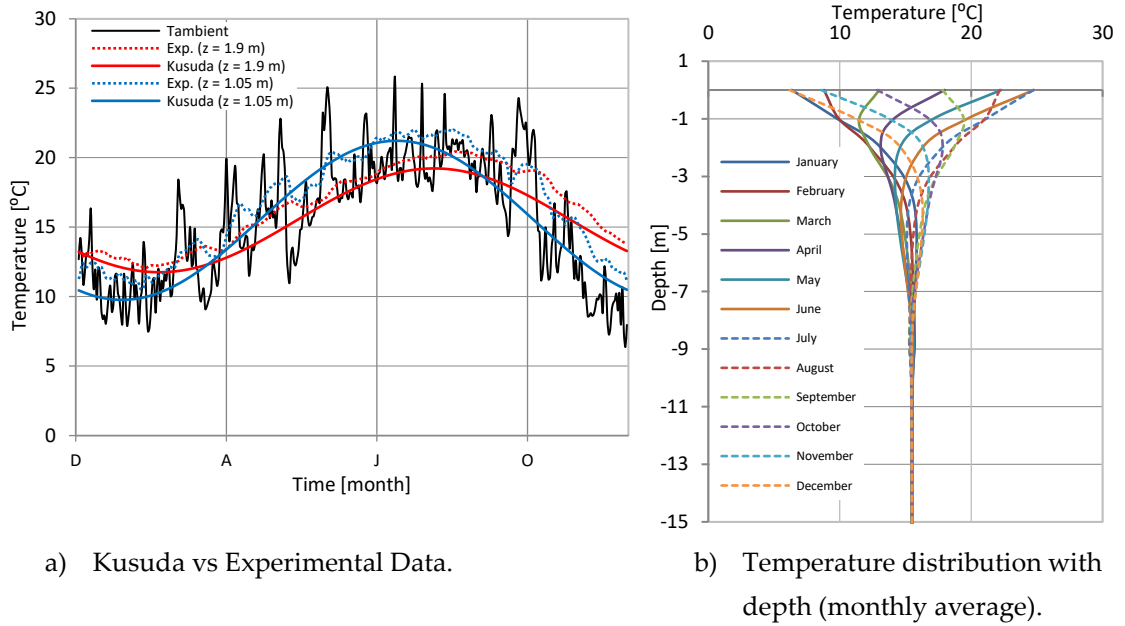 30
25
20
15
10
5
0
Temperature [⁰C]
Tambient
Exp. (z = 1.9 m)
Kusuda (z = 1.9 m)
Exp. (z = 1.05 m)
Kusuda (z = 1.05 m)
D A J O
Time [month]
a) Kusuda vs Experimental Data.
Temperature [⁰C]
0 10 20 30
1
-1
-3
-5
-7
-9
-11
-13
-15
Depth [m]
January
February
March
April
May
June
July
August
September
October
November
December
b) Temperature distribution with
depth (monthly average).